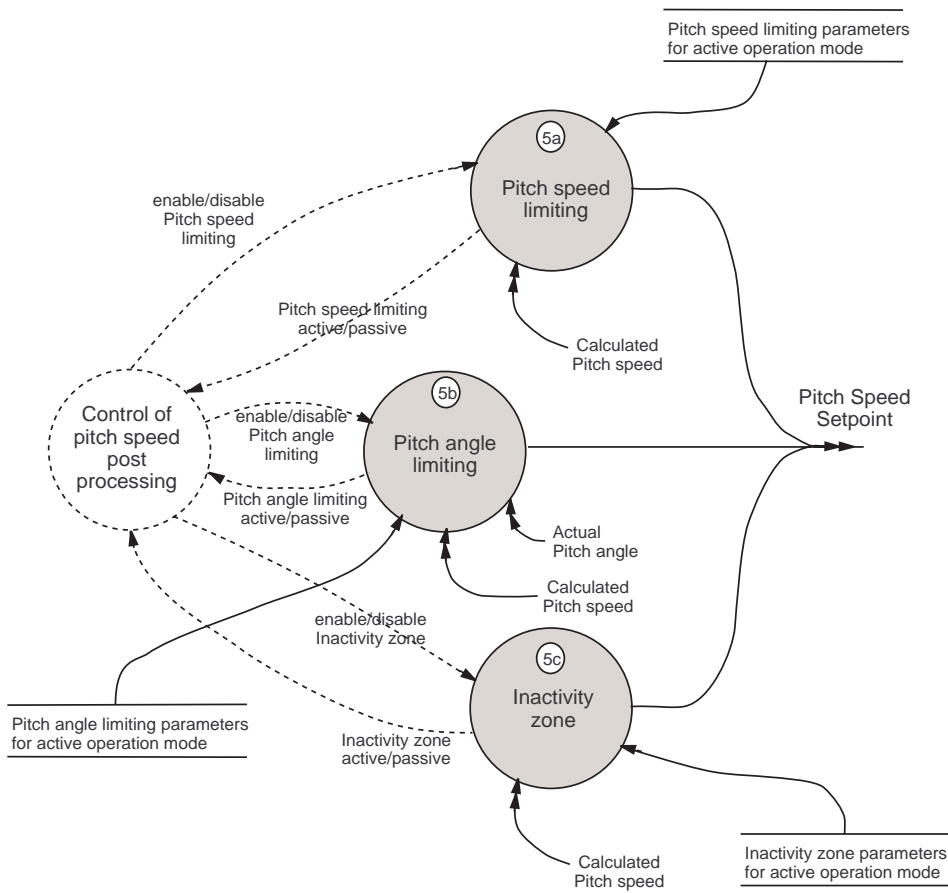 Pitch speed limiting parameters
for active operation mode
5a
Pitch speed
limiting
enable/disable
Pitch speed
limiting
Pitch speed limiting
active/passive
Calculated
Pitch speed
Pitch Speed
Setpoint
5b
Control of
pitch speed
post
processing
enable/disable
Pitch angle
limiting
Pitch angle
limiting
Pitch angle limiting
active/passive
Actual
Pitch angle
Calculated
Pitch speed
enable/disable
Inactivity zone
5c
Inactivity
zone
Pitch angle limiting parameters
for active operation mode
Inactivity zone
active/passive
Calculated
Pitch speed
Inactivity zone parameters
for active operation mode